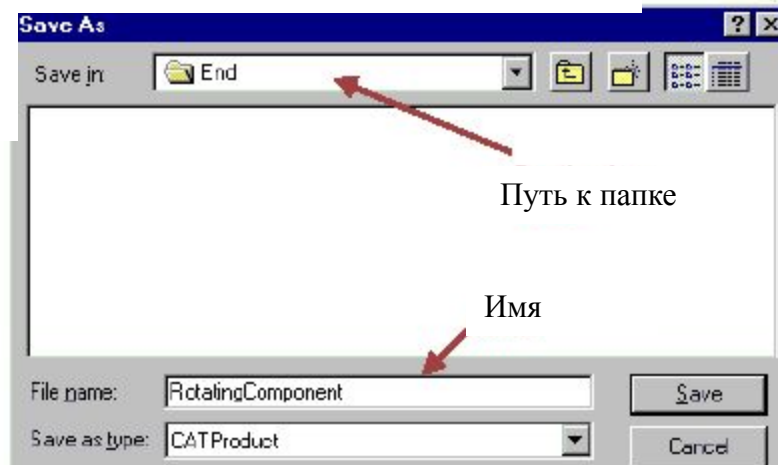 Save As
Save in: End
Путь к папке
Имя
File name: RotatingComponent Save
Save as type: CATProduct Cancel